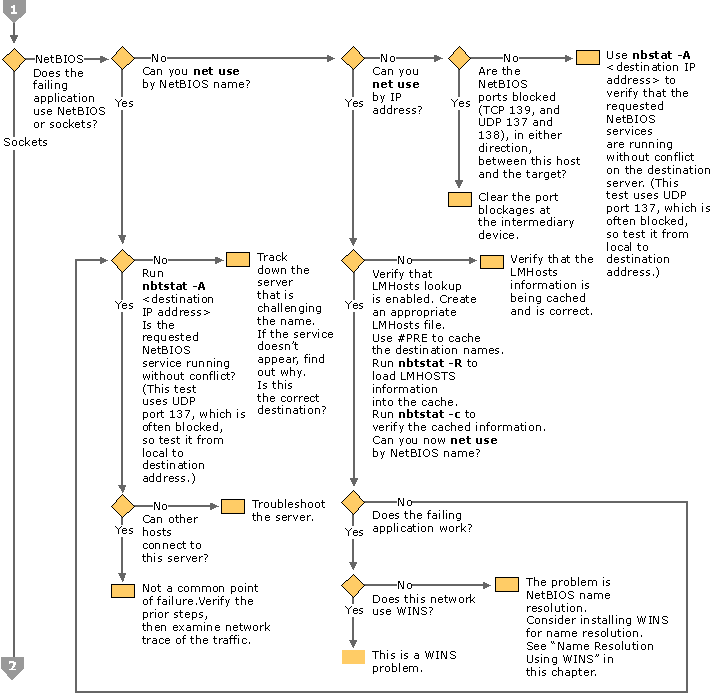 1
NetBIOS
Does the
failing
application
use NetBIOS
or sockets?
Sockets
No
Can you net use
by NetBIOS name?
Yes
No
Can you
net use
by IP
address?
Yes
No
Are the
NetBIOS
ports blocked
(TCP 139, and
UDP 137 and
138), in either
direction,
between this host
and the target?
Yes
Use nbstat -A
<destination IP
address> to
verify that the
requested
NetBIOS
services
are running
without conflict
on the destination
server. (This
test uses UDP
port 137, which is
often blocked,
so test it from
local to
destination
address.)
Clear the port
blockages at
the intermediary
device.
No
Run
nbtstat -A
<destination
IP address>
Is the
requested
NetBIOS
service running
without conflict?
(This test
uses UDP
port 137, which is
often blocked,
so test it from
local to
destination
address.)
Yes
Track
down the
server
that is
challenging
the name.
If the service
doesn't
appear, find
out why.
Is this
the correct
destination?
No
Verify that
LMHosts lookup
is enabled. Create
an appropriate
LMHosts file.
Use #PRE to cache
the destination names.
Run nbtstat -R to
load LMHOSTS
information
into the cache.
Run nbtstat -c to
verify the cached information.
Can you now net use
by NetBIOS name?
Yes
Verify that the
LMHosts
information is
being cached
and is correct.
No
Can other
hosts
connect to
this server?
Yes
Troubleshoot
the server.
No
Does the failing
application work?
Yes
Not a common point
of failure.Verify the
prior steps,
then examine network
trace of the traffic.
No
Does this network
use WINS?
Yes
The problem is
NetBIOS name
resolution.
Consider installing WINS
for name resolution.
See "Name Resolution
Using WINS" in
this chapter.
This is a WINS
problem.
2